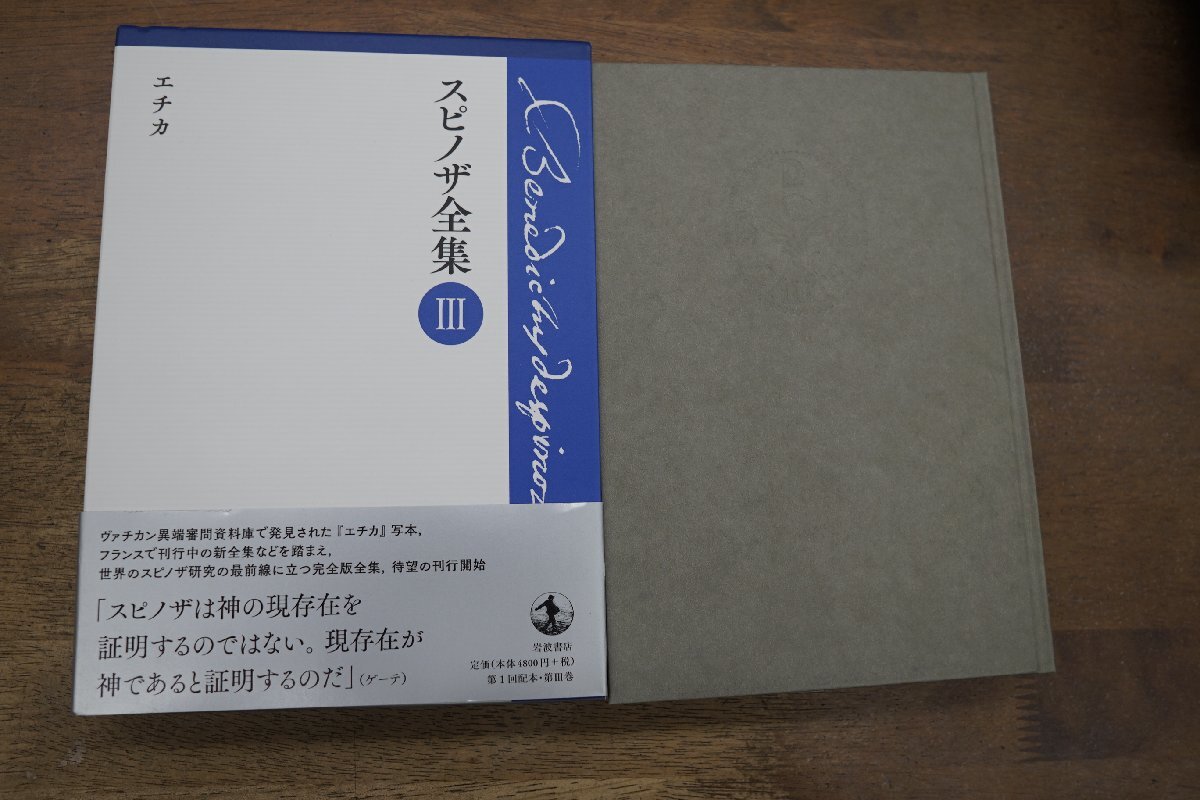 スピノザ全集
III
エチカ
Benedictus de Spinoz
ヴァチカン異端審問資料庫で発見された『エチカ』写本,
フランスで刊行中の新全集などを踏まえ,
世界のスピノザ研究の最前線に立つ完全版全集, 待望の刊行開始
「スピノザは神の現存在を
証明するのではない。現存在が
神であると証明するのだ」(ゲーテ)
岩波書店
定価(本体4800円+税)
第1回配本・第III巻